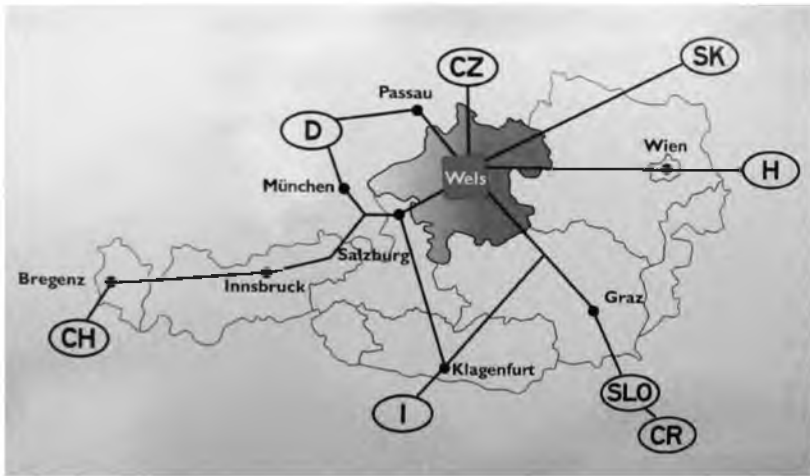 CZ
SK
Passau
D
Wien
Wels
H
München
Salzburg
Bregenz
Innsbruck
Graz
CH
Klagenfurt
SLO
I
CR